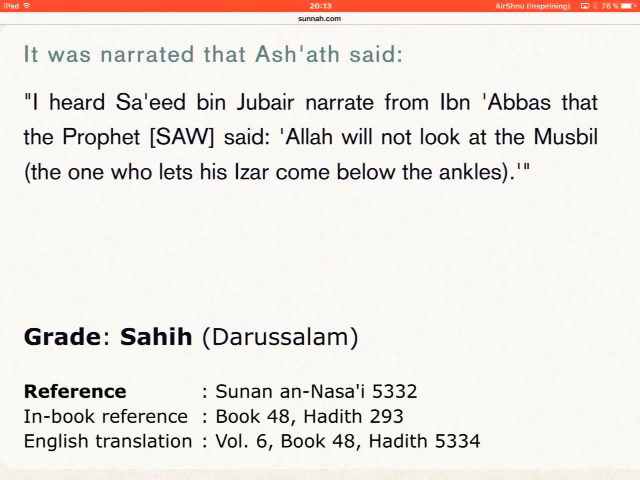 iPad 20:13 AirShou (Inspelning) 76 %
sunnah.com
It was narrated that Ash'ath said:
"I heard Sa'eed bin Jubair narrate from Ibn 'Abbas that
the Prophet [SAW] said: 'Allah will not look at the Musbil
(the one who lets his Izar come below the ankles).'"
Grade: Sahih (Darussalam)
Reference : Sunan an-Nasa'i 5332
In-book reference : Book 48, Hadith 293
English translation : Vol. 6, Book 48, Hadith 5334